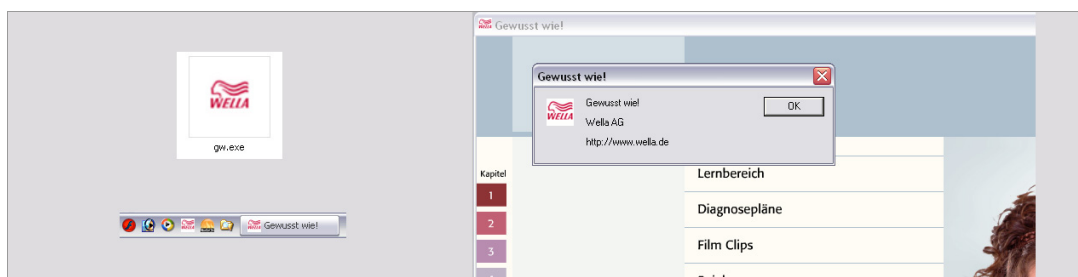 WELLA
gw.exe
Gewusst wie!
WELLA Gewusst wie!
Gewusst wie!
OK
WELLA
Gewusst wie!
Wella AG
http://www.wella.de
Kapitel
1
2
3
Lernbereich
Diagnosepläne
Film Clips